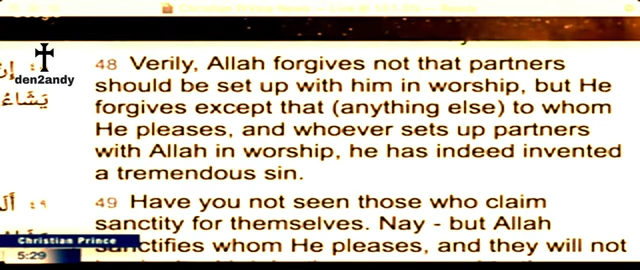 den2andy
إِنَّ
يَشَاءُ
48 Verily, Allah forgives not that partners
should be set up with him in worship, but He
forgives except that (anything else) to whom
He pleases, and whoever sets up partners
with Allah in worship, he has indeed invented
a tremendous sin.
٤٩
49 Have you not seen those who claim
sanctity for themselves. Nay - but Allah
sanctifies whom He pleases, and they will not
Christian Prince
5:29